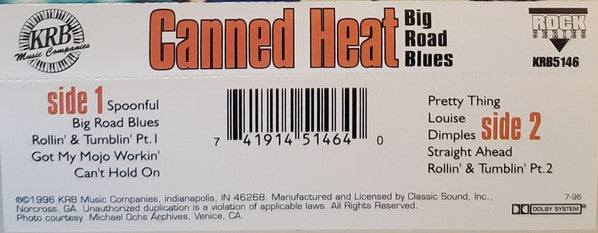 KRB
Music Companies
Canned Heat
Big
Road
Blues
ROCK
SERIES
KRB5146
side 1
Spoonful
Big Road Blues
Rollin' & Tumblin' Pt.1
Got My Mojo Workin'
Can't Hold On
7 41914 51464 0
side 2
Pretty Thing
Louise
Dimples
Straight Ahead
Rollin' & Tumblin' Pt.2
℗©1996 KRB Music Companies, Indianapolis, IN 46268. Manufactured and Licensed by Classic Sound, Inc.,
Norcross, GA. Unauthorized duplication is a violation of applicable laws. All Rights Reserved.
Photo courtesy Michael Ochs Archives, Venice, CA.
7-96
DOLBY SYSTEM®